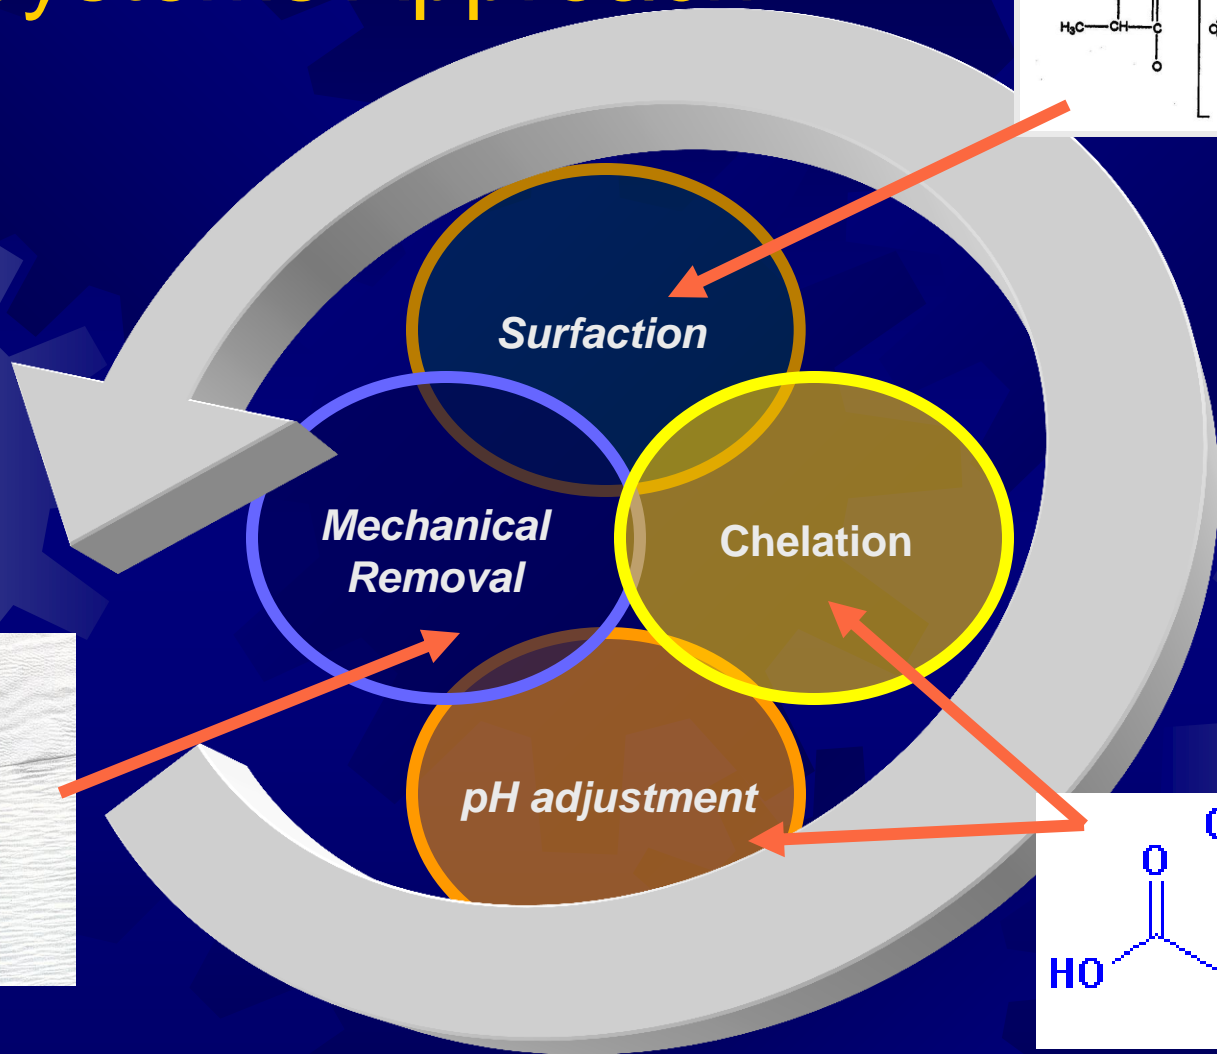 H₃C—CH—C
O
Surfaction
Mechanical
Removal
Chelation
pH adjustment
O
HO